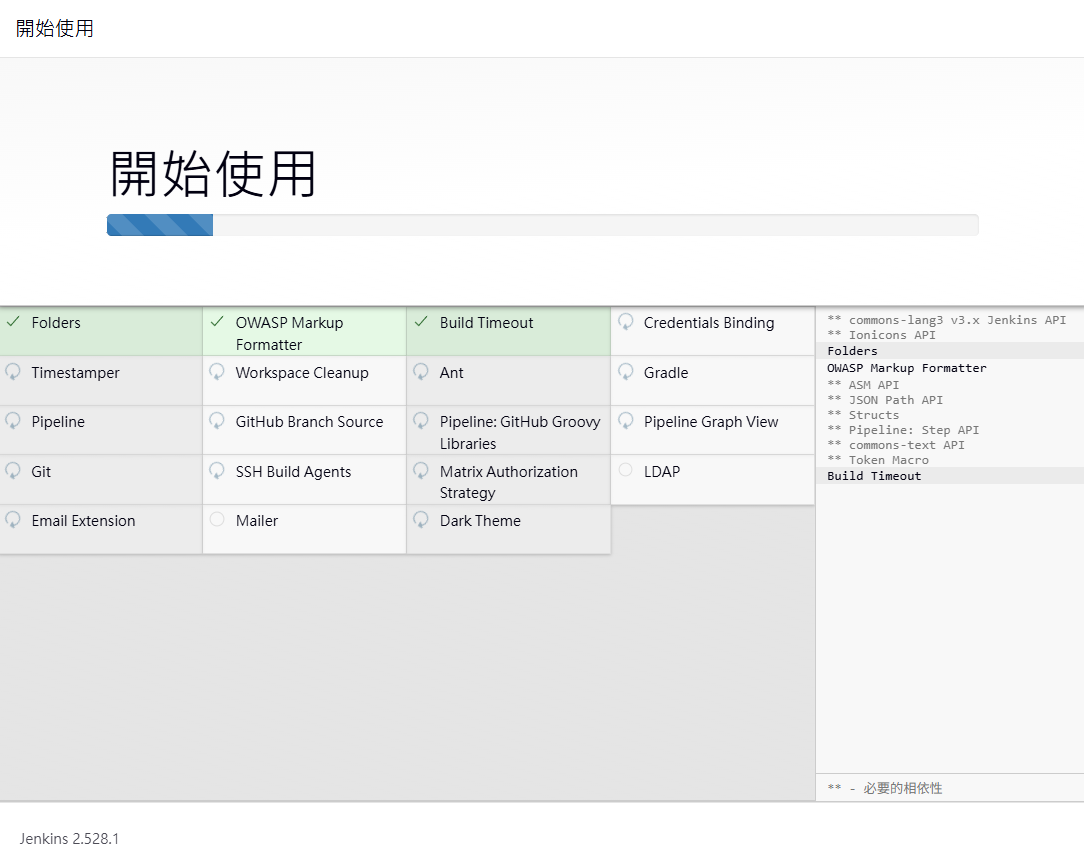 開始使用
開始使用
Folders
OWASP Markup
Formatter
Build Timeout
Credentials Binding
Timestamper
Workspace Cleanup
Ant
Gradle
Pipeline
GitHub Branch Source
Pipeline: GitHub Groovy
Libraries
Pipeline Graph View
Git
SSH Build Agents
Matrix Authorization
Strategy
LDAP
Email Extension
Mailer
Dark Theme
** commons-lang3 v3.x Jenkins API
** Ionicons API
Folders
OWASP Markup Formatter
** ASM API
** JSON Path API
** Structs
** Pipeline: Step API
** commons-text API
** Token Macro
Build Timeout
** - 必要的相依性
Jenkins 2.528.1